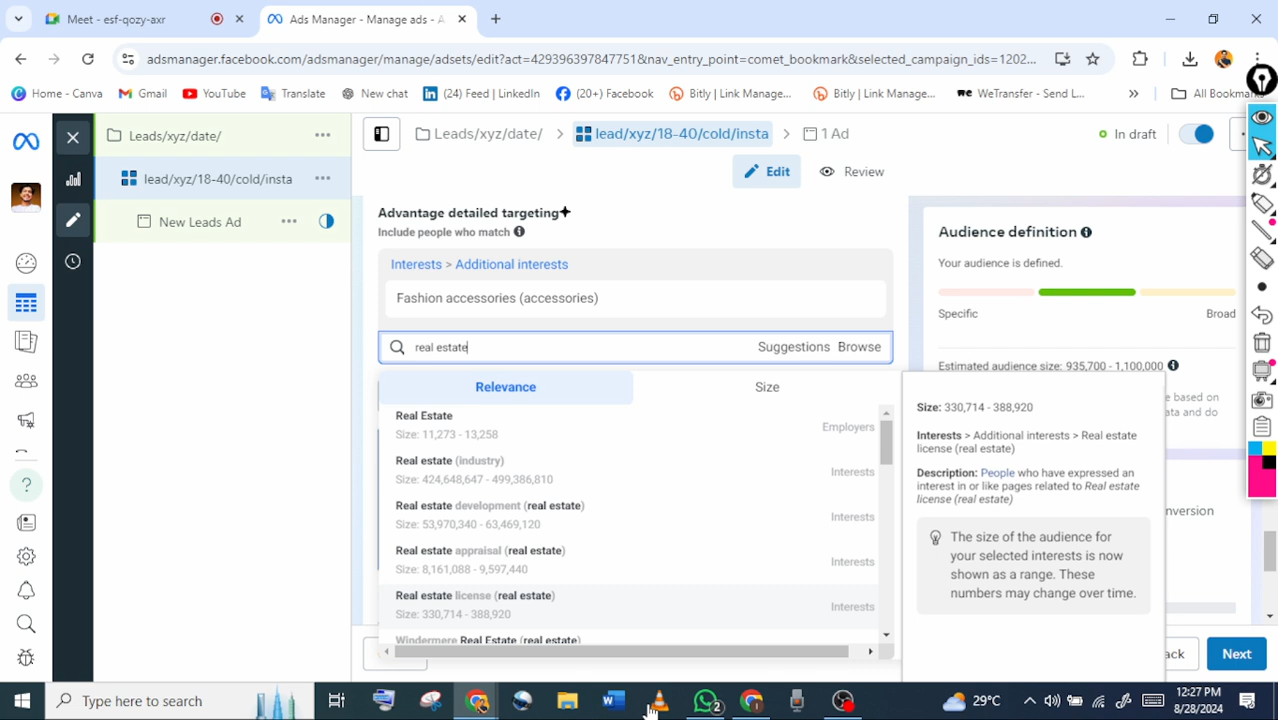 Meet - esf-qozy-axr
Ads Manager - Manage ads - A
adsmanager.facebook.com/adsmanager/manage/adsets/edit?act=429396397847751&nav_entry_point=comet_bookmark&selected_campaign_ids=1202...
Home - Canva
Gmail
YouTube
Translate
New chat
(24) Feed | LinkedIn
(20+) Facebook
Bitly | Link Manage...
Bitly | Link Manage...
WeTransfer - Send L...
All Bookmarks
Leads/xyz/date/
Leads/xyz/date/
lead/xyz/18-40/cold/insta
1 Ad
In draft
lead/xyz/18-40/cold/insta
Edit
Review
New Leads Ad
Advantage detailed targeting
Include people who match
Interests > Additional interests
Fashion accessories (accessories)
real estate
Suggestions
Browse
Relevance
Size
Real Estate
Size: 11,273 - 13,258
Employers
Real estate (industry)
Size: 424,648,647 - 499,386,810
Interests
Real estate development (real estate)
Size: 53,970,340 - 63,469,120
Interests
Real estate appraisal (real estate)
Size: 8,161,088 - 9,597,440
Interests
Real estate license (real estate)
Size: 330,714 - 388,920
Interests
Windermere Real Estate (real estate)
Audience definition
Your audience is defined.
Specific
Broad
Estimated audience size: 935,700 - 1,100,000
e based on
ata and do
Size: 330,714 - 388,920
Interests > Additional interests > Real estate
license (real estate)
Description: People who have expressed an
interest in or like pages related to Real estate
license (real estate)
The size of the audience for
your selected interests is now
shown as a range. These
numbers may change over time.
nversion
ack
Next
Type here to search
2
29°C
12:27 PM
8/28/2024